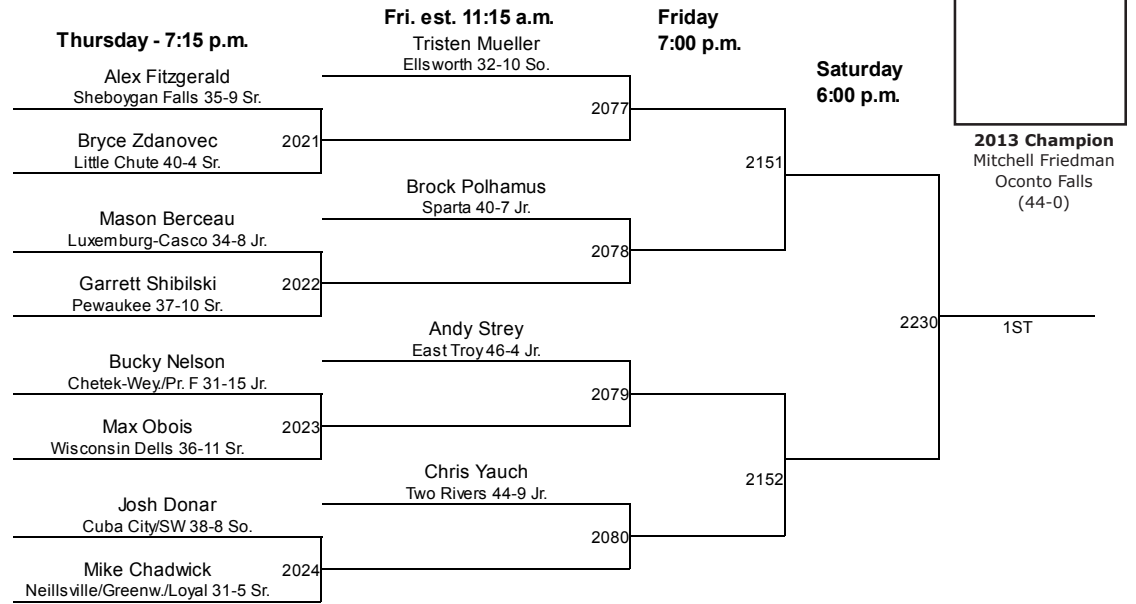 Thursday - 7:15 p.m.
Fri. est. 11:15 a.m.
Friday
7:00 p.m.
Saturday
6:00 p.m.
Alex Fitzgerald
Sheboygan Falls 35-9 Sr.
Bryce Zdanovec
Little Chute 40-4 Sr.
2021
Mason Berceau
Luxemburg-Casco 34-8 Jr.
Garrett Shibilski
Pewaukee 37-10 Sr.
2022
Bucky Nelson
Chetek-Wey./Pr. F 31-15 Jr.
Max Obois
Wisconsin Dells 36-11 Sr.
2023
Josh Donar
Cuba City/SW 38-8 So.
Mike Chadwick
Neillsville/Greenw./Loyal 31-5 Sr.
2024
Tristen Mueller
Ellsworth 32-10 So.
2077
Brock Polhamus
Sparta 40-7 Jr.
2078
Andy Strey
East Troy 46-4 Jr.
2079
Chris Yauch
Two Rivers 44-9 Jr.
2080
2151
2152
2230
1ST
2013 Champion
Mitchell Friedman
Oconto Falls
(44-0)